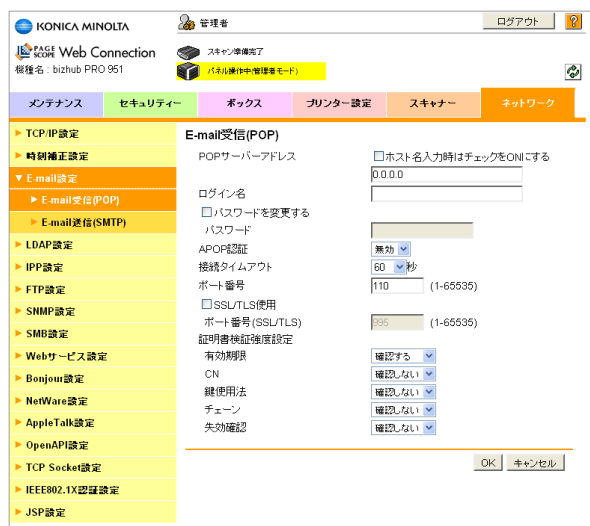 KONICA MINOLTA
管理者
ログアウト
?
PAGE SCOPE Web Connection
スキャン準備完了
機種名 : bizhub PRO 951
パネル操作中(管理者モード)
メンテナンス
セキュリティー
ボックス
プリンター設定
スキャナー
ネットワーク
TCP/IP設定
時刻補正設定
E-mail設定
E-mail受信(POP)
E-mail送信(SMTP)
LDAP設定
IPP設定
FTP設定
SNMP設定
SMB設定
Webサービス設定
Bonjour設定
NetWare設定
AppleTalk設定
OpenAPI設定
TCP Socket設定
IEEE802.1X認証設定
JSP設定
E-mail受信(POP)
POPサーバーアドレス
ホスト名入力時はチェックをONにする
0.0.0.0
ログイン名
パスワードを変更する
パスワード
APOP認証 無効
接続タイムアウト 60 秒
ポート番号 110 (1-65535)
SSL/TLS使用
ポート番号(SSL/TLS) 995 (1-65535)
証明書検証強度設定
有効期限 確認する
CN 確認しない
鍵使用法 確認しない
チェーン 確認しない
失効確認 確認しない
OK キャンセル